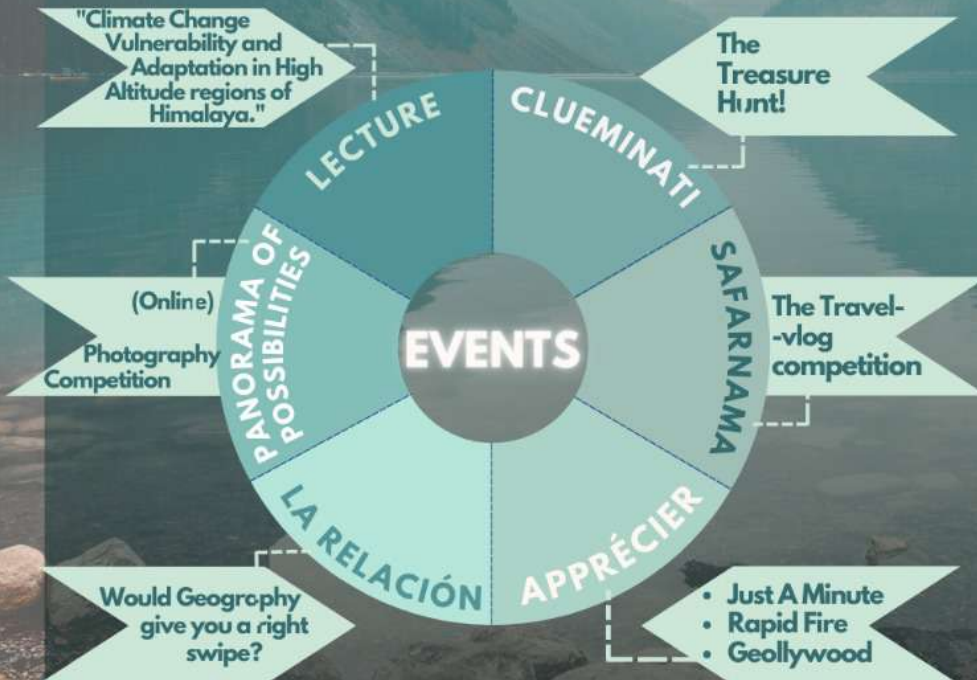 "Climate Change
Vulnerability and
Adaptation in High
Altitude regions of
Himalaya."
LECTURE
CLUEMINATI
The
Treasure
Hunt!
PANORAMA OF
POSSIBILITIES
(Online)
Photography
Competition
EVENTS
SAFARNAMA
The Travel-
-vlog
competition
LA RELACIÓN
Would Geography
give you a right
swipe?
APPRÉCIER
• Just A Minute
• Rapid Fire
• Geollywood